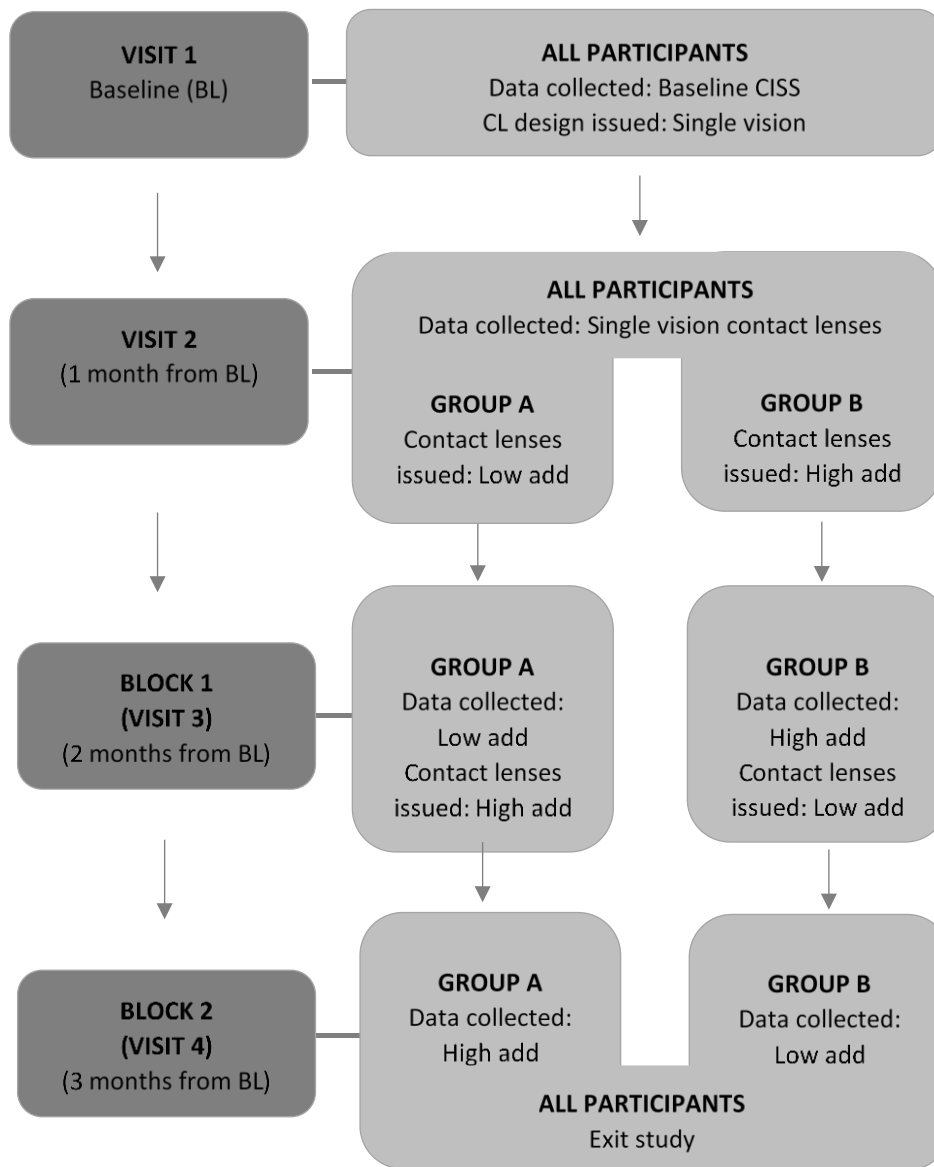 VISIT 1
Baseline (BL)
ALL PARTICIPANTS
Data collected: Baseline CISS
CL design issued: Single vision
VISIT 2
(1 month from BL)
ALL PARTICIPANTS
Data collected: Single vision contact lenses
GROUP A
Contact lenses
issued: Low add
GROUP B
Contact lenses
issued: High add
BLOCK 1
(VISIT 3)
(2 months from BL)
GROUP A
Data collected:
Low add
Contact lenses
issued: High add
GROUP B
Data collected:
High add
Contact lenses
issued: Low add
BLOCK 2
(VISIT 4)
(3 months from BL)
GROUP A
Data collected:
High add
GROUP B
Data collected:
Low add
ALL PARTICIPANTS
Exit study